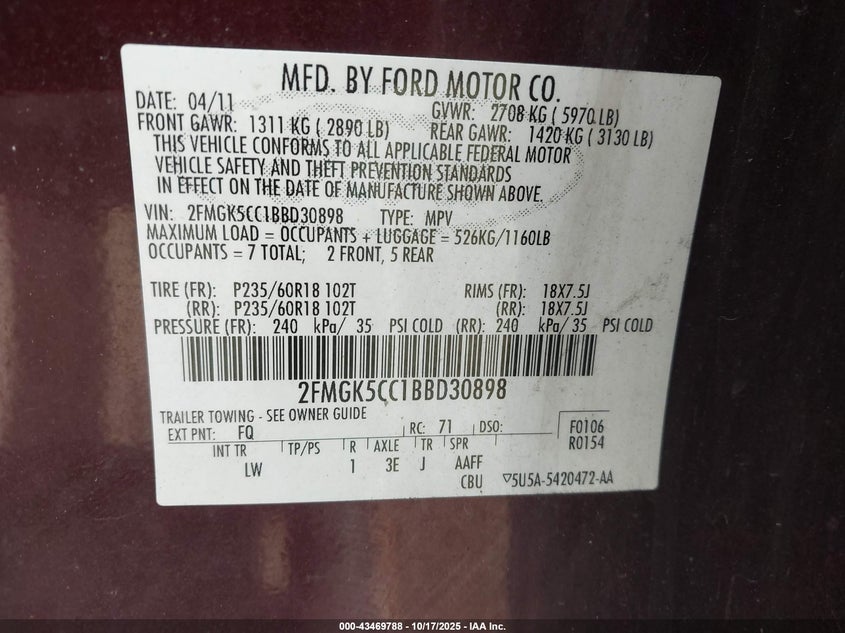 MFD. BY FORD MOTOR CO.
DATE: 04/11 GVWR: 2708 KG ( 5970 LB)
FRONT GAWR: 1311 KG ( 2890 LB) REAR GAWR: 1420 KG ( 3130 LB)
THIS VEHICLE CONFORMS TO ALL APPLICABLE FEDERAL MOTOR
VEHICLE SAFETY AND THEFT PREVENTION STANDARDS
IN EFFECT ON THE DATE OF MANUFACTURE SHOWN ABOVE.
VIN: 2FMGK5CC1BBD30898 TYPE: MPV
MAXIMUM LOAD = OCCUPANTS + LUGGAGE = 526KG/1160LB
OCCUPANTS = 7 TOTAL; 2 FRONT, 5 REAR
TIRE (FR): P235/60R18 102T RIMS (FR): 18X7.5J
(RR): P235/60R18 102T (RR): 18X7.5J
PRESSURE (FR): 240 kPa/ 35 PSI COLD (RR): 240 kPa/ 35 PSI COLD
2FMGK5CC1BBD30898
TRAILER TOWING - SEE OWNER GUIDE
EXT PNT: FQ RC: 71 DSO: F0106
R0154
INT TR TP/PS R AXLE TR SPR
LW 1 3E J AAFF
CBU ▽5U5A-5420472-AA
000-43469788 - 10/17/2025 - IAA Inc.